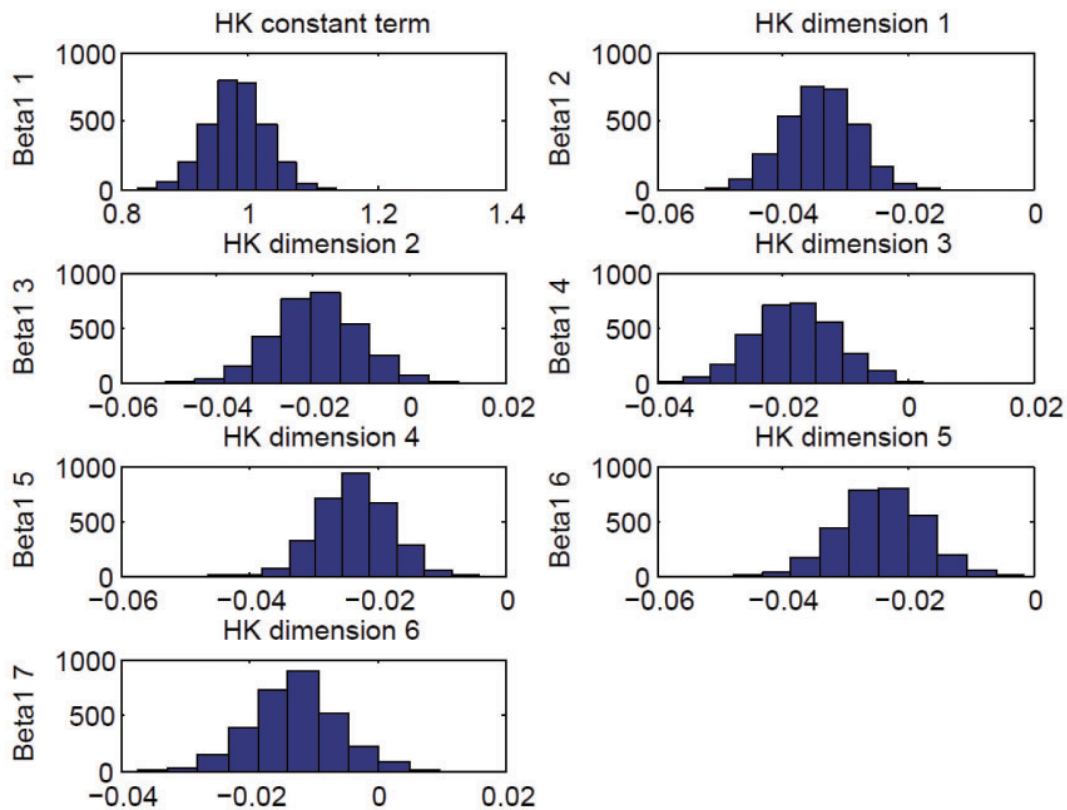 HK constant term
Beta1 1
1000
500
0
0.8 1 1.2 1.4
HK dimension 1
Beta1 2
1000
500
0
−0.06 −0.04 −0.02 0
HK dimension 2
Beta1 3
1000
500
0
−0.06 −0.04 −0.02 0 0.02
HK dimension 3
Beta1 4
1000
500
0
−0.04 −0.02 0 0.02
HK dimension 4
Beta1 5
1000
500
0
−0.06 −0.04 −0.02 0
HK dimension 5
Beta1 6
1000
500
0
−0.06 −0.04 −0.02 0
HK dimension 6
Beta1 7
1000
500
0
−0.04 −0.02 0 0.02